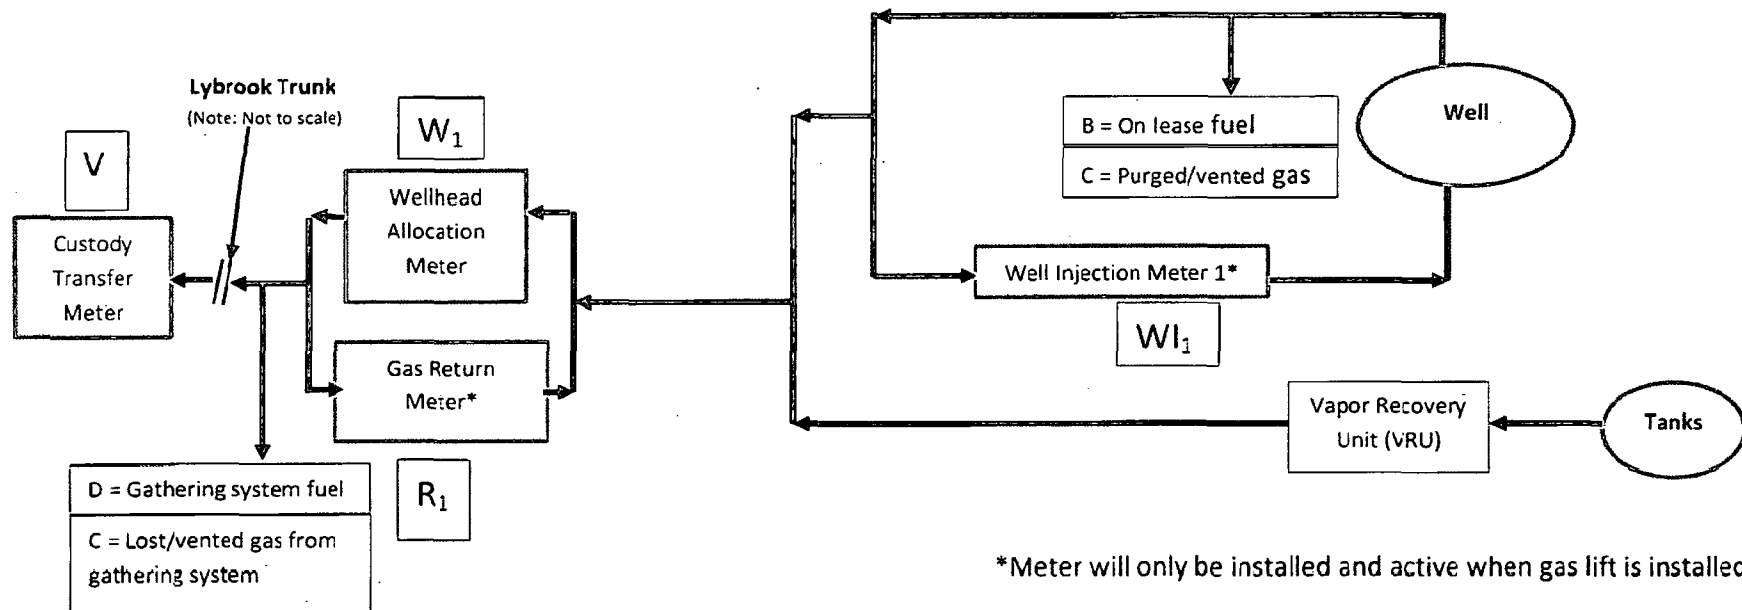 Lybrook Trunk
(Note: Not to scale)
V
Custody
Transfer
Meter
W₁
Wellhead
Allocation
Meter
Gas Return
Meter*
R₁
D = Gathering system fuel
C = Lost/vented gas from
gathering system
B = On lease fuel
C = Purged/vented gas
Well
Well Injection Meter 1*
WI₁
Vapor Recovery
Unit (VRU)
Tanks
*Meter will only be installed and active when gas lift is installed